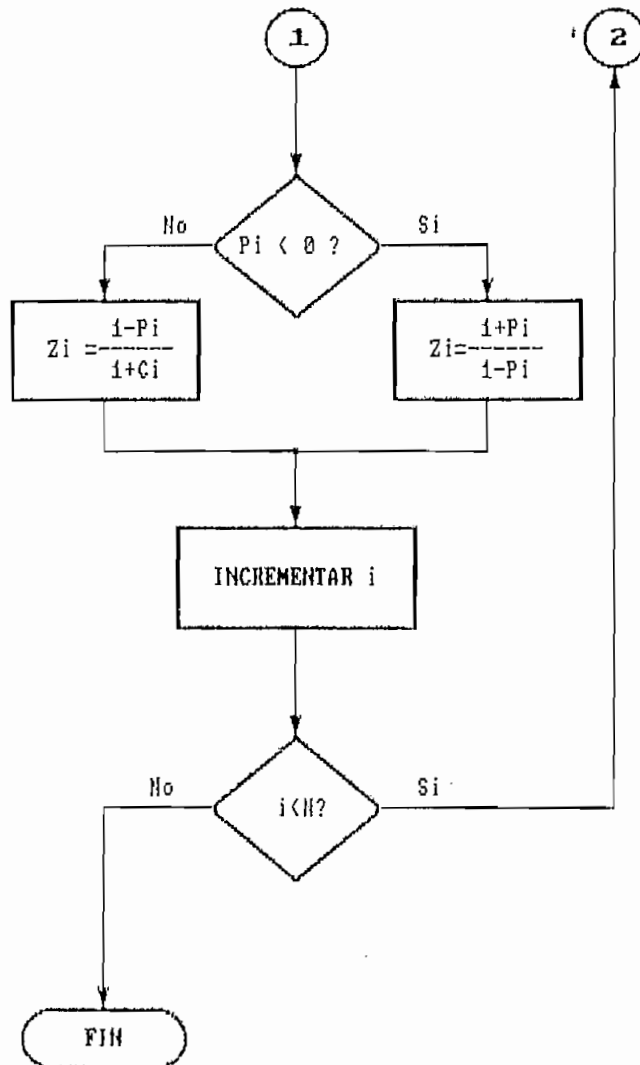 1
2
Pi < 0 ?
No
Si
Zi = 1-Pi
------
1+Ci
Zi= 1+Pi
------
1-Pi
INCREMENTAR i
i<N?
No
Si
FIN